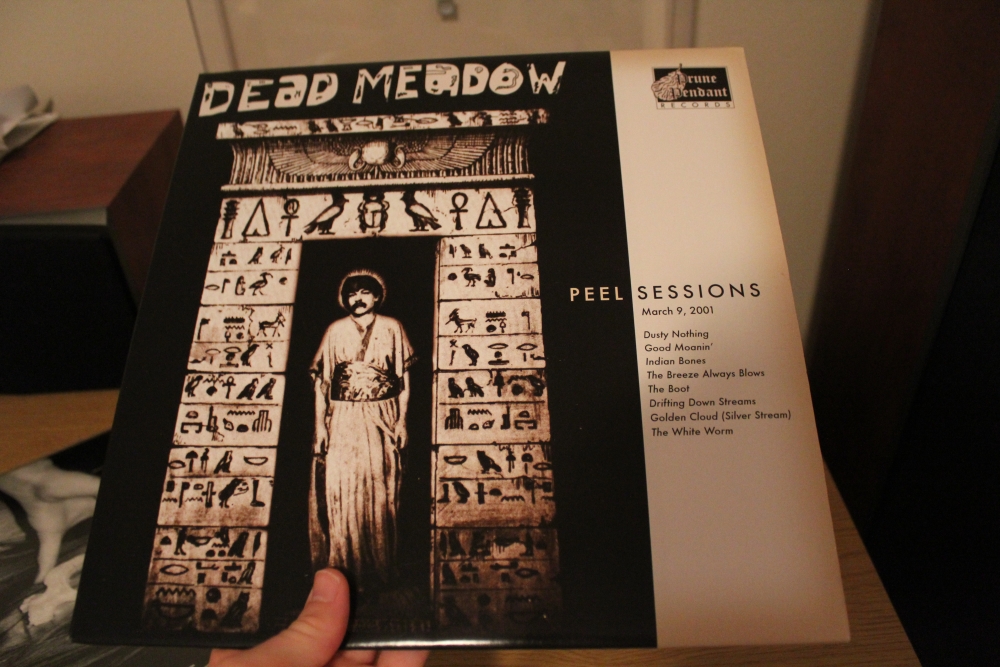 DEAD MEADOW
Prune
Pendant
RECORDS
PEEL SESSIONS
March 9, 2001
Dusty Nothing
Good Moanin'
Indian Bones
The Breeze Always Blows
The Boot
Drifting Down Streams
Golden Cloud (Silver Stream)
The White Worm